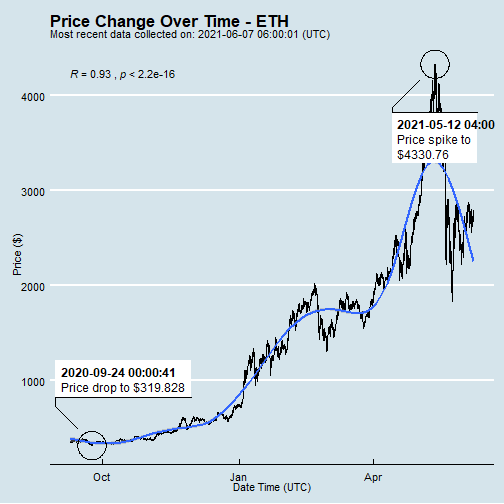 Price Change Over Time - ETH
Most recent data collected on: 2021-06-07 06:00:01 (UTC)
R = 0.93 , p < 2.2e-16
4000
2021-05-12 04:00
Price spike to
$4330.76
3000
Price ($)
2000
2020-09-24 00:00:41
Price drop to $319.828
1000
Oct
Jan
Apr
Date Time (UTC)